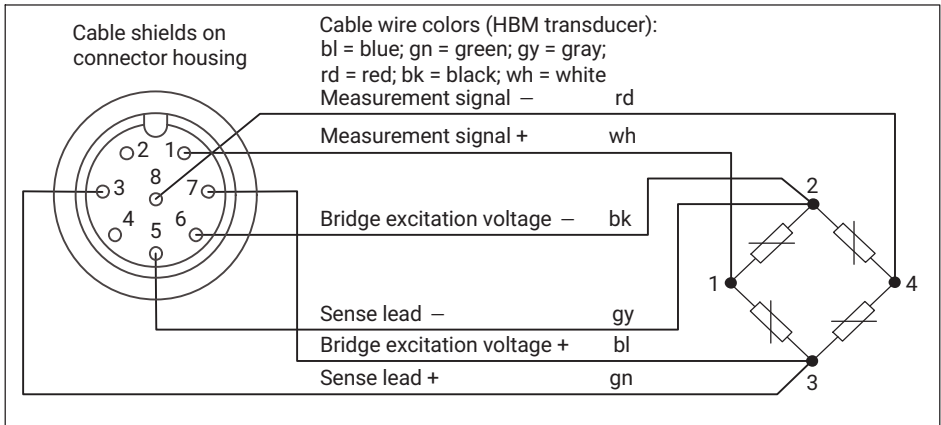 Cable shields on
connector housing
Cable wire colors (HBM transducer):
bl = blue; gn = green; gy = gray;
rd = red; bk = black; wh = white
Measurement signal − rd
Measurement signal + wh
2 1
8
3 7
4 6
5
Bridge excitation voltage − bk
2
1 4
3
Sense lead − gy
Bridge excitation voltage + bl
Sense lead + gn